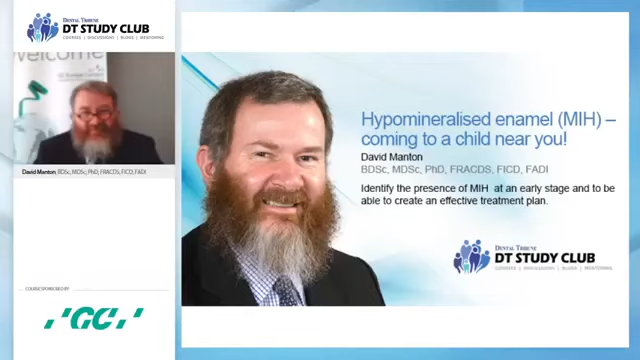 DENTAL TRIBUNE
DT STUDY CLUB
COURSES | DISCUSSIONS | BLOGS | MENTORING
welcome
David Manton, BDSc, MDSc, PhD, FRACDS, FICD, FADI
COURSE SPONSORED BY:
GC
Hypomineralised enamel (MIH) –
coming to a child near you!
David Manton
BDSc, MDSc, PhD, FRACDS, FICD, FADI
Identify the presence of MIH at an early stage and to be
able to create an effective treatment plan.
DENTAL TRIBUNE
DT STUDY CLUB
COURSES | DISCUSSIONS | BLOGS | MENTORING